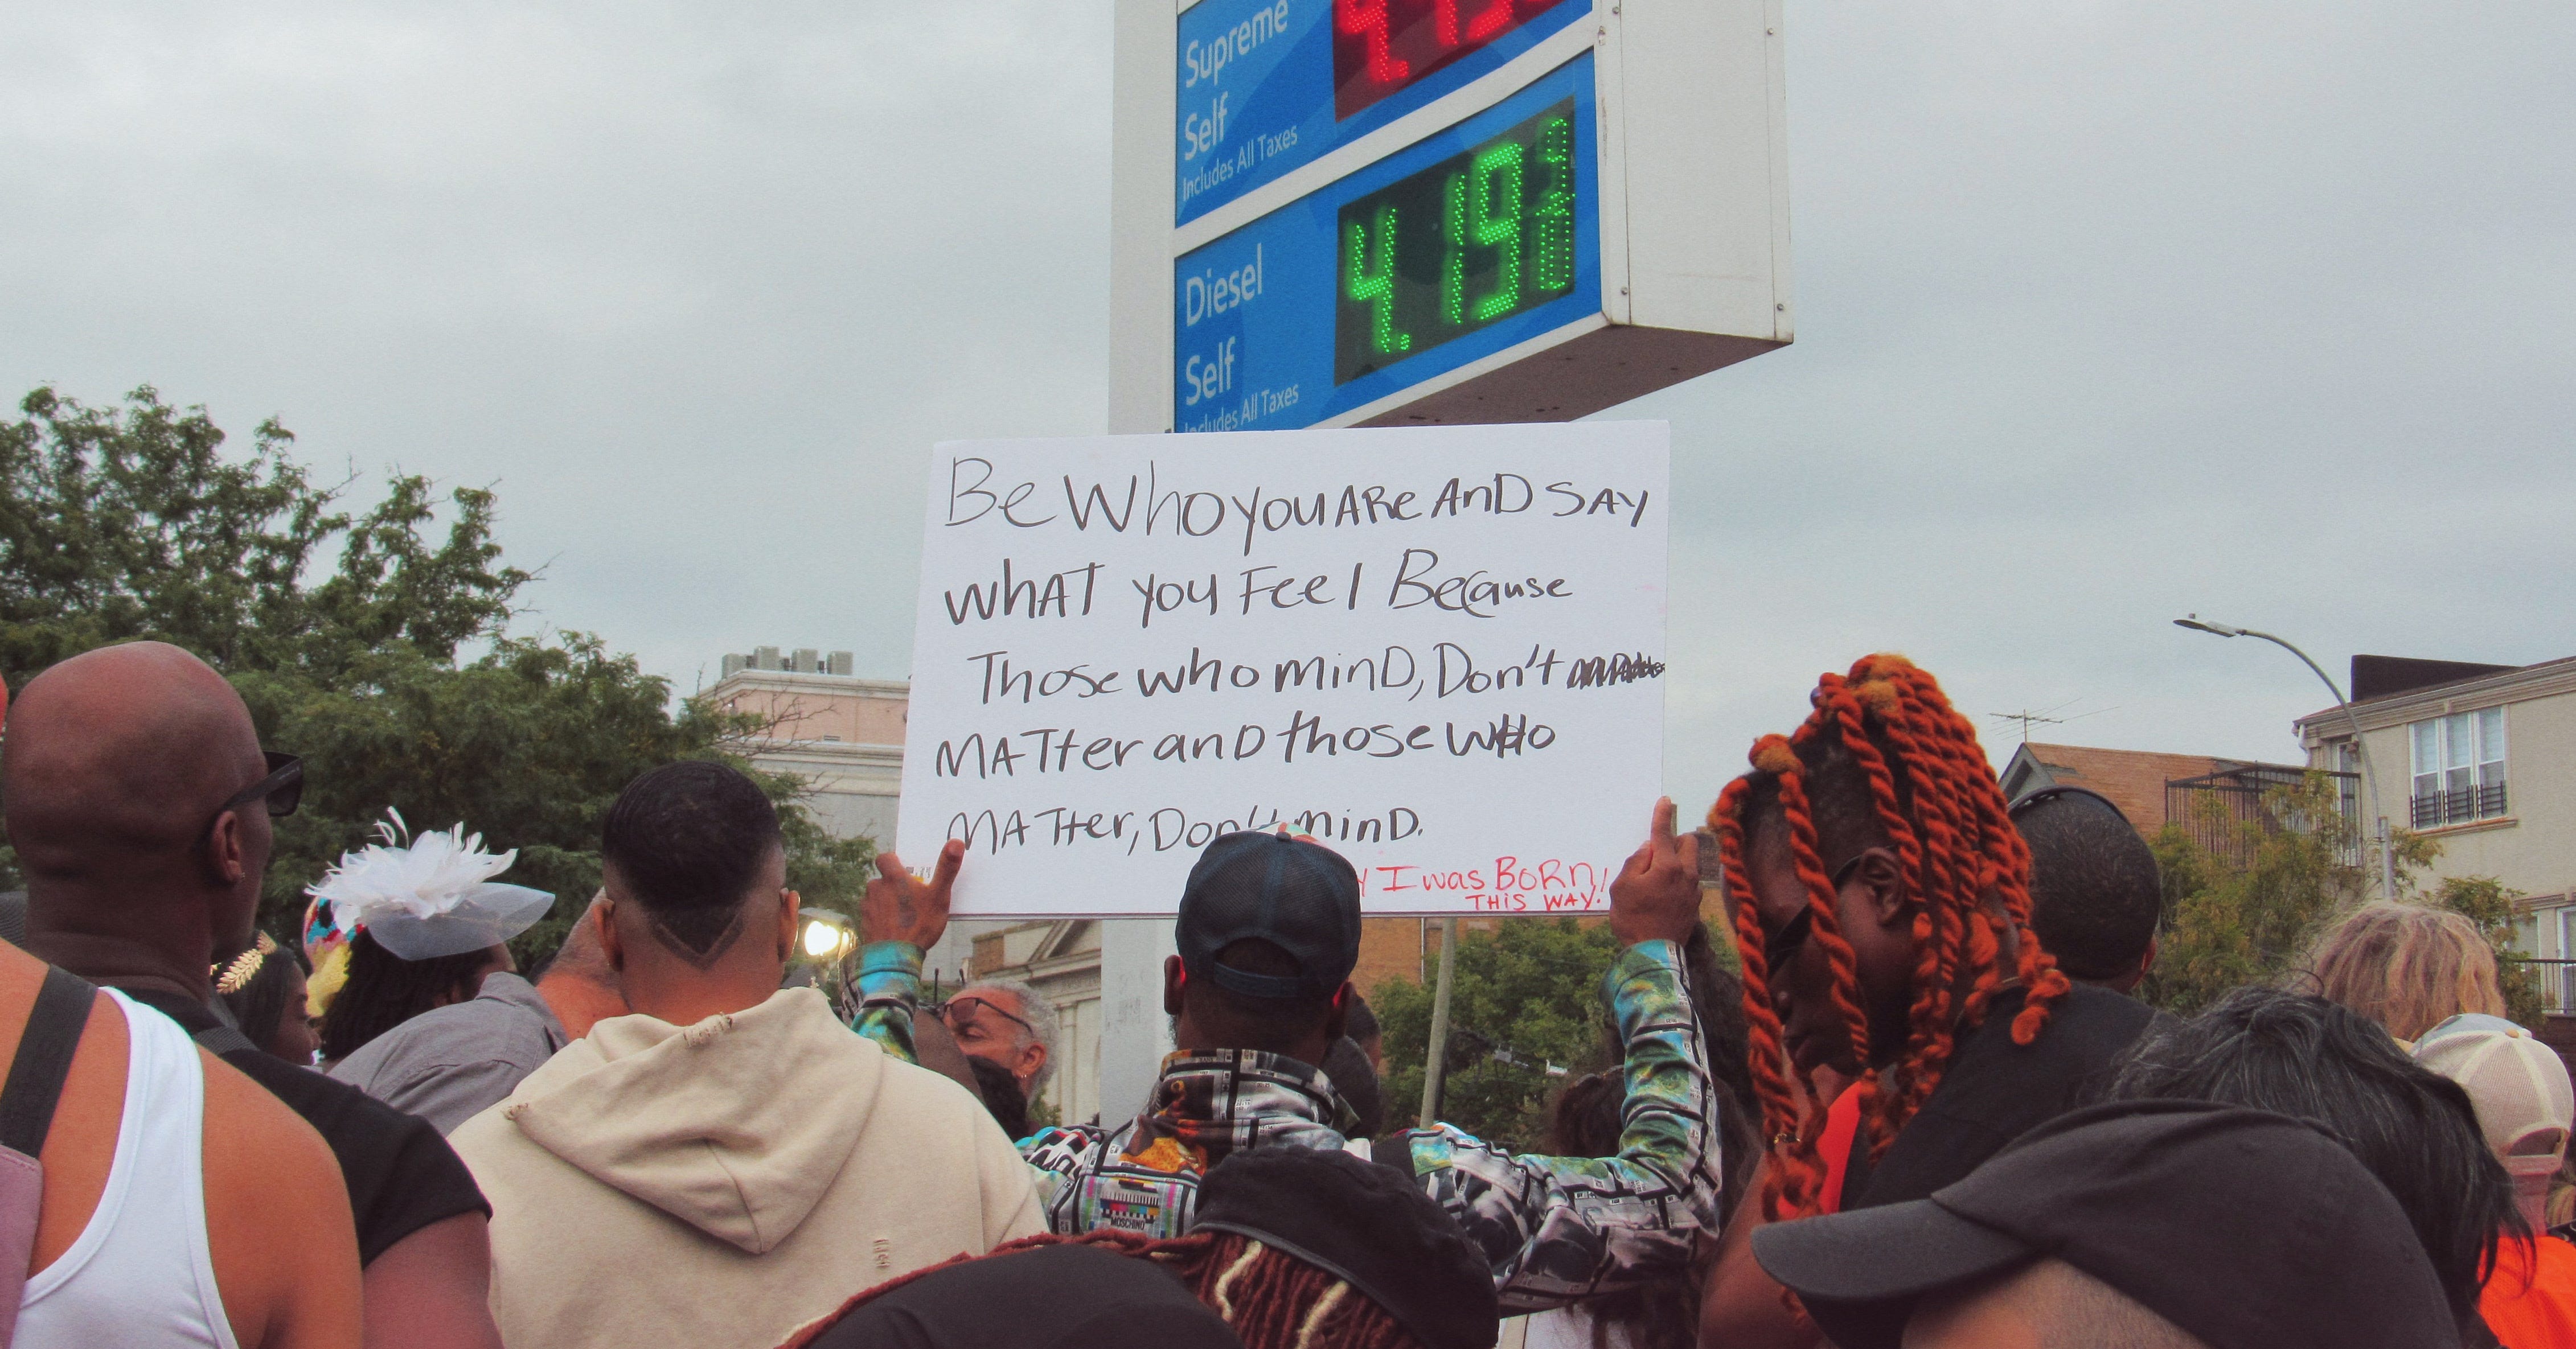 Supreme
Self
Includes All Taxes
Diesel
Self
4.19 9/10
Includes All Taxes
Be Who you ARe AnD SAY
WhAT you Feel Because
Those who minD, Don't
MATter anD those who
MATter, Don't minD.
I was BoRn!
THIS WAY!
MOSCHINO